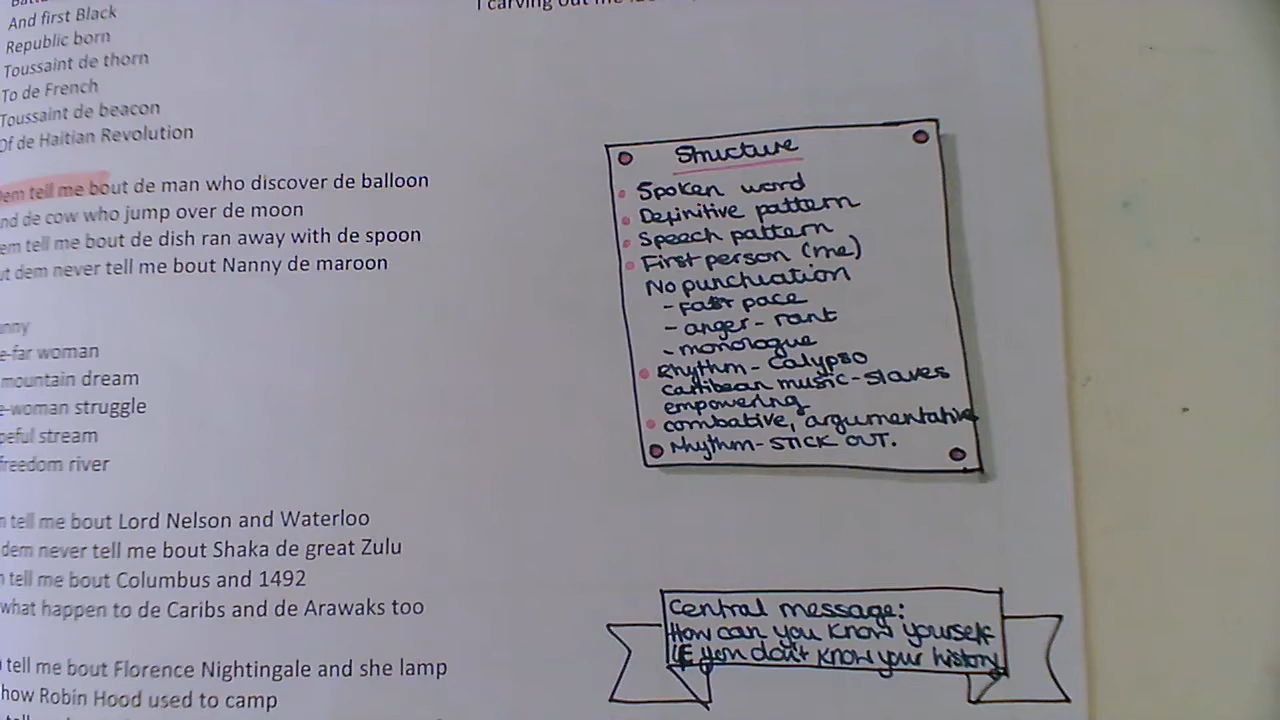 And first Black
Republic born
Toussaint de thorn
To de French
Toussaint de beacon
Of de Haitian Revolution
tell me bout de man who discover de balloon
de cow who jump over de moon
tell me bout de dish ran away with de spoon
dem never tell me bout Nanny de maroon
woman
mountain dream
woman struggle
stream
freedom river
tell me bout Lord Nelson and Waterloo
dem never tell me bout Shaka de great Zulu
tell me bout Columbus and 1492
what happen to de Caribs and de Arawaks too
tell me bout Florence Nightingale and she lamp
how Robin Hood used to camp
I carving out me
Structure
Spoken word
Definitive pattern
Speech pattern
First person (me)
No punctuation
- Fast pace
- anger - rant
- monologue
Rhythm - Calypso
Carribean music - slaves
empowering
combative, argumentative
Rhythm - STICK OUT.
Central message:
How can you know yourself
if you don't know your history